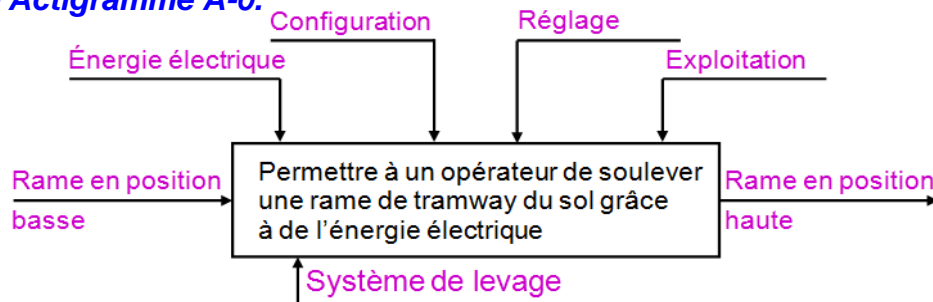 Actigramme A-0.
Configuration
Réglage
Énergie électrique
Exploitation
Rame en position
basse
Permettre à un opérateur de soulever
une rame de tramway du sol grâce
à de l’énergie électrique
Rame en position
haute
Système de levage